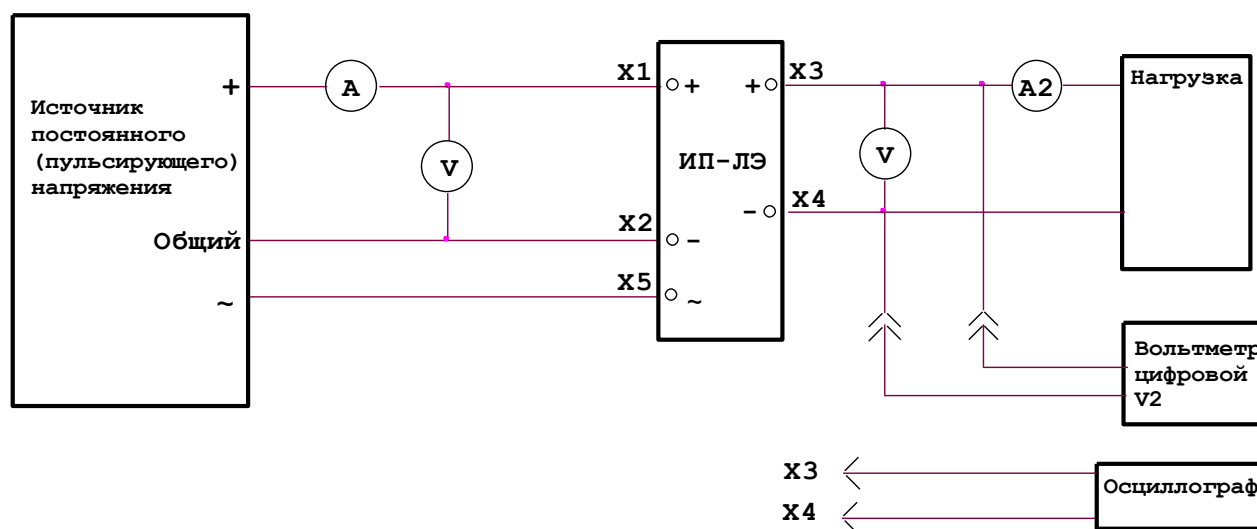 Источник
постоянного
(пульсирующего)
напряжения
+
Общий
~
A
V
X1
X2
X5
+
-
~
ИП-ЛЭ
+
-
X3
X4
V
A2
Нагрузка
Вольтметр
цифровой
V2
X3
X4
Осциллограф